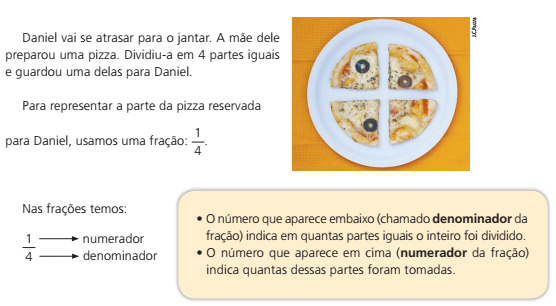 Daniel vai se atrasar para o jantar. A mãe dele
preparou uma pizza. Dividiu-a em 4 partes iguais
e guardou uma delas para Daniel.
Para representar a parte da pizza reservada
para Daniel, usamos uma fração: 1/4.
Nas frações temos:
1 → numerador
4 → denominador
• O número que aparece embaixo (chamado denominador da
fração) indica em quantas partes iguais o inteiro foi dividido.
• O número que aparece em cima (numerador da fração)
indica quantas dessas partes foram tomadas.